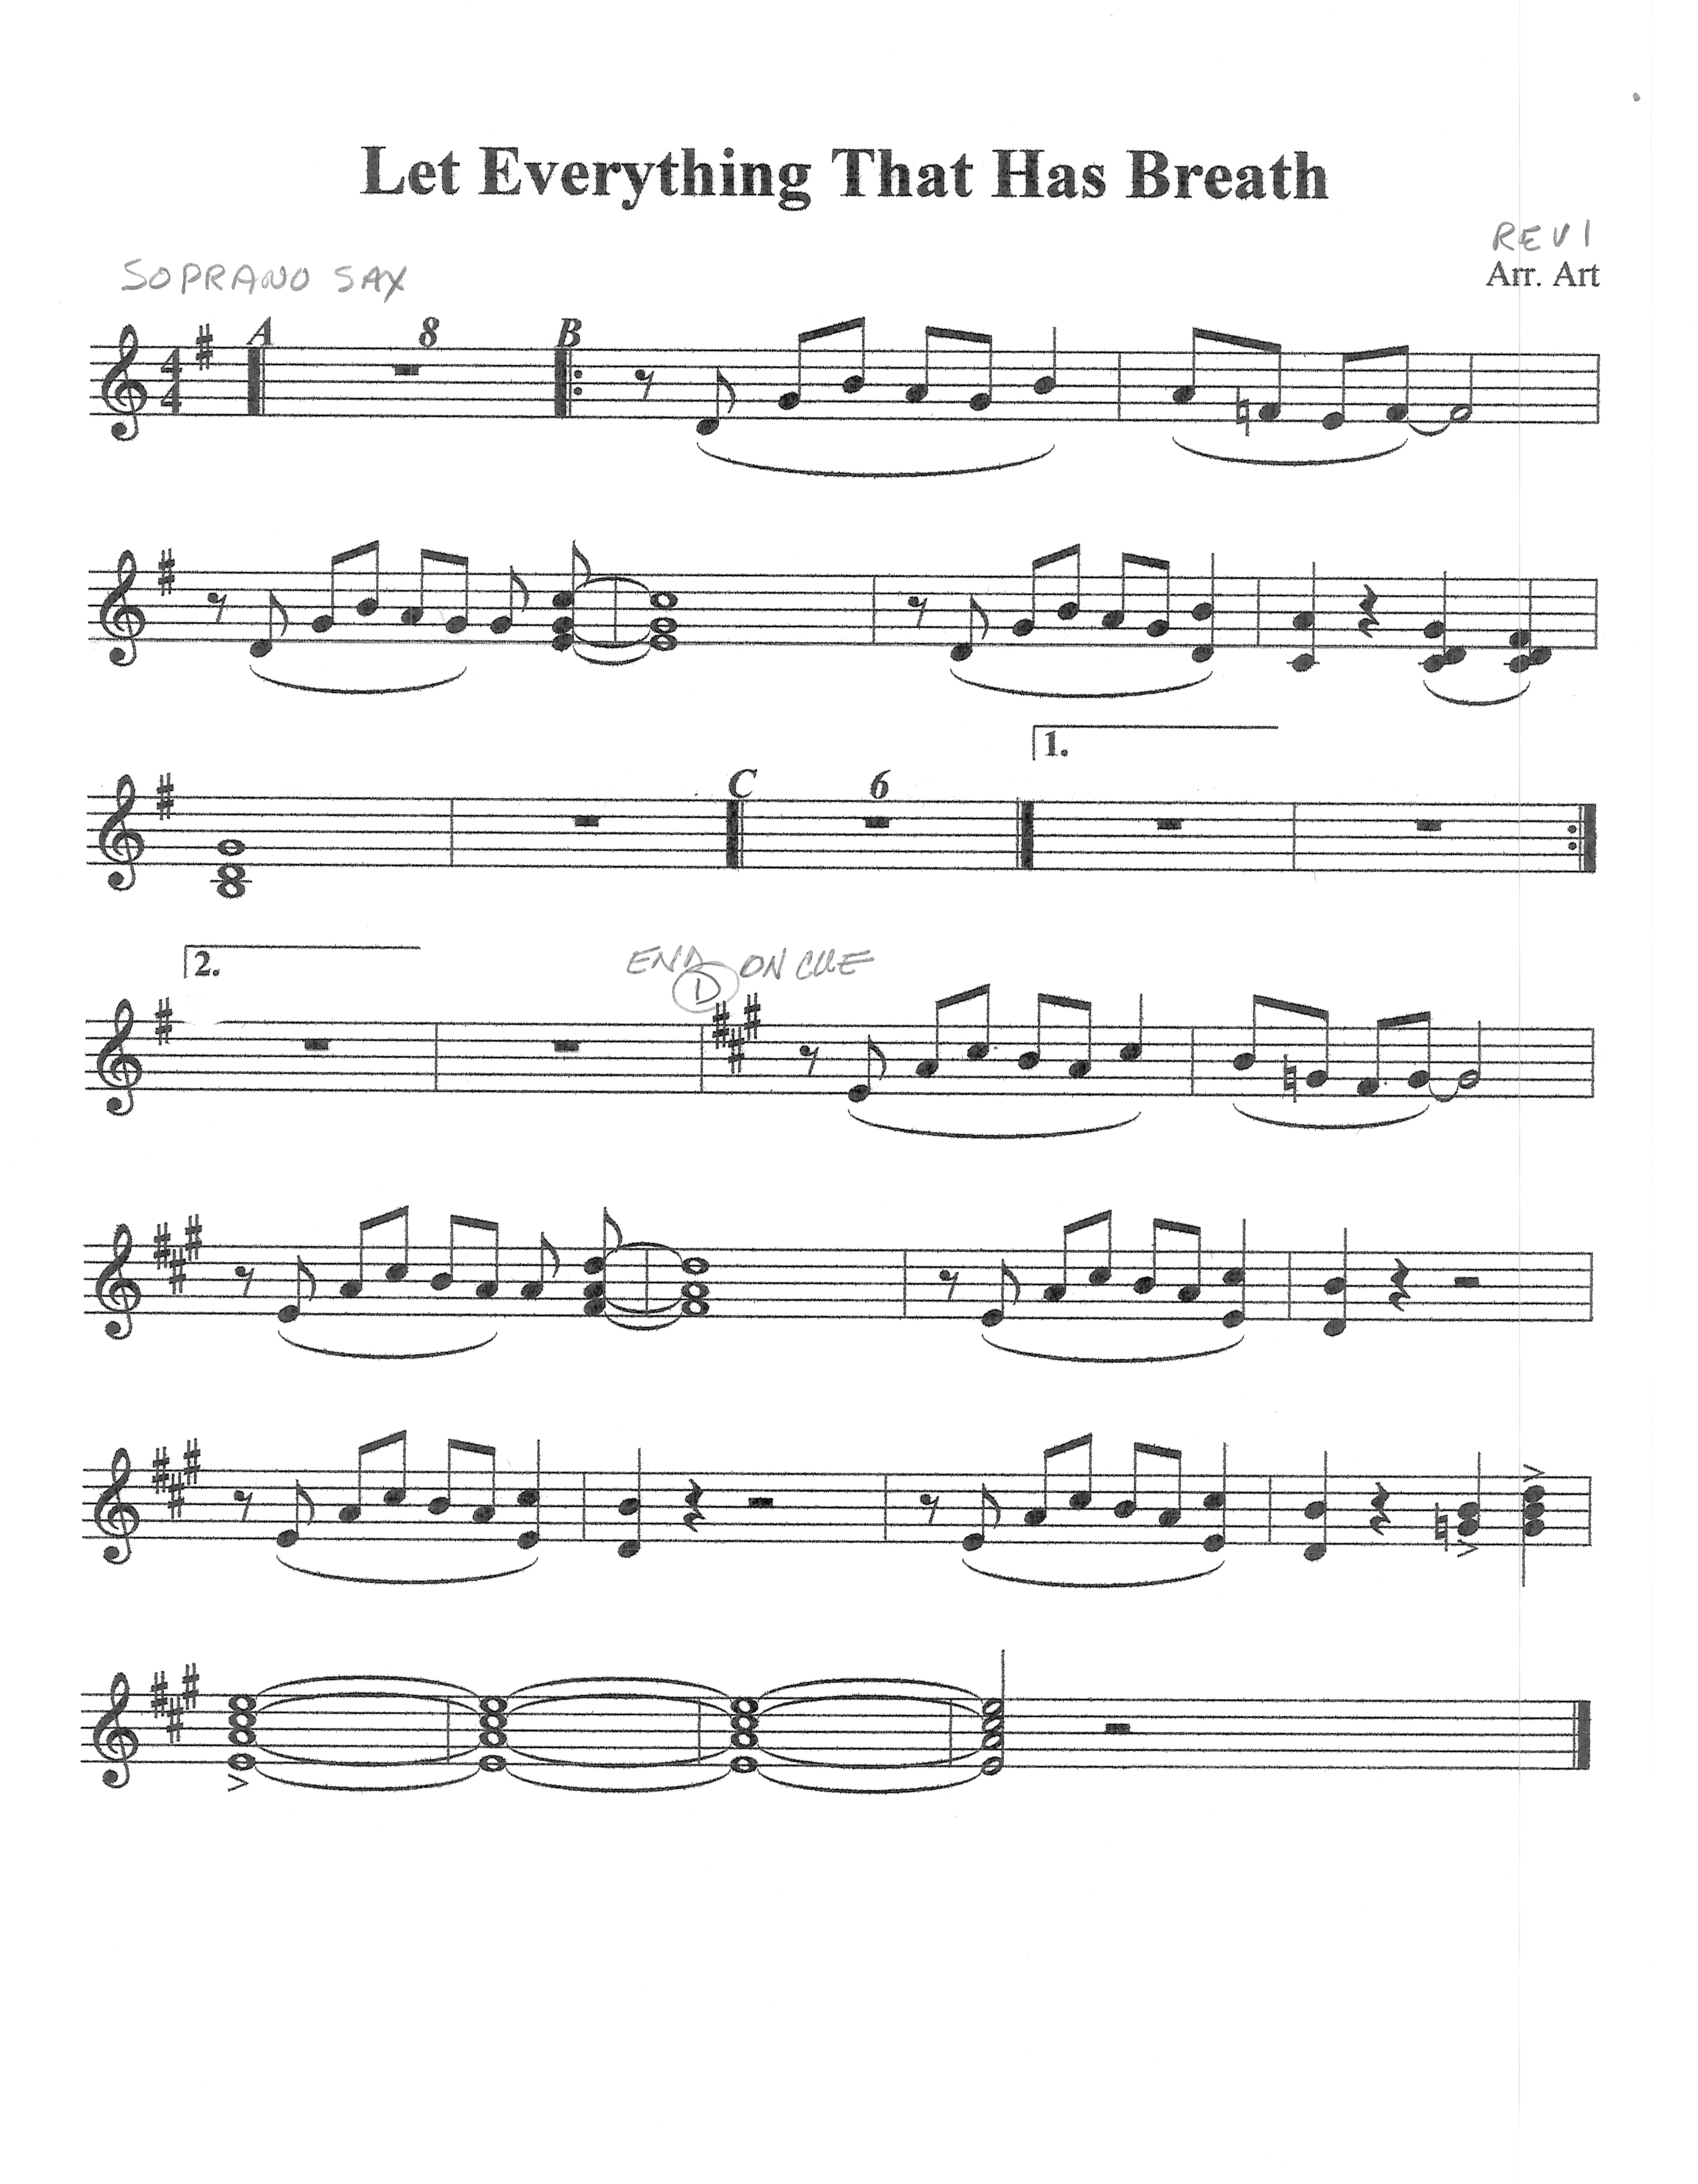 Let Everything That Has Breath
REV 1
SOPRANO SAX
Arr. Art
A 8 B
4
4
1.
C 6
2.
END ON CUE
D